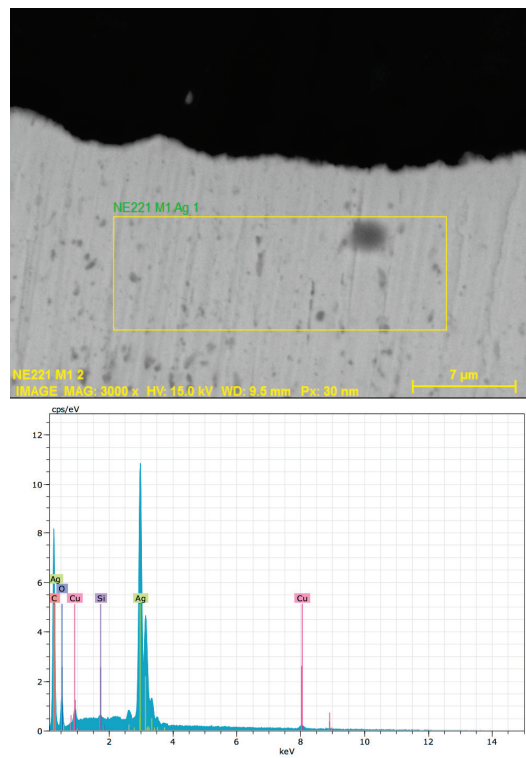 NE221 M1.Ag 1
NE221 M1 2
IMAGE MAG: 3000 x HV: 15.0 kV WD: 9.5 mm Px: 30 nm
7 µm
cps/eV
12
10
8
6
4
2
0
Ag
O
C Cu Si Ag Cu
2 4 6 8 10 12 14
keV